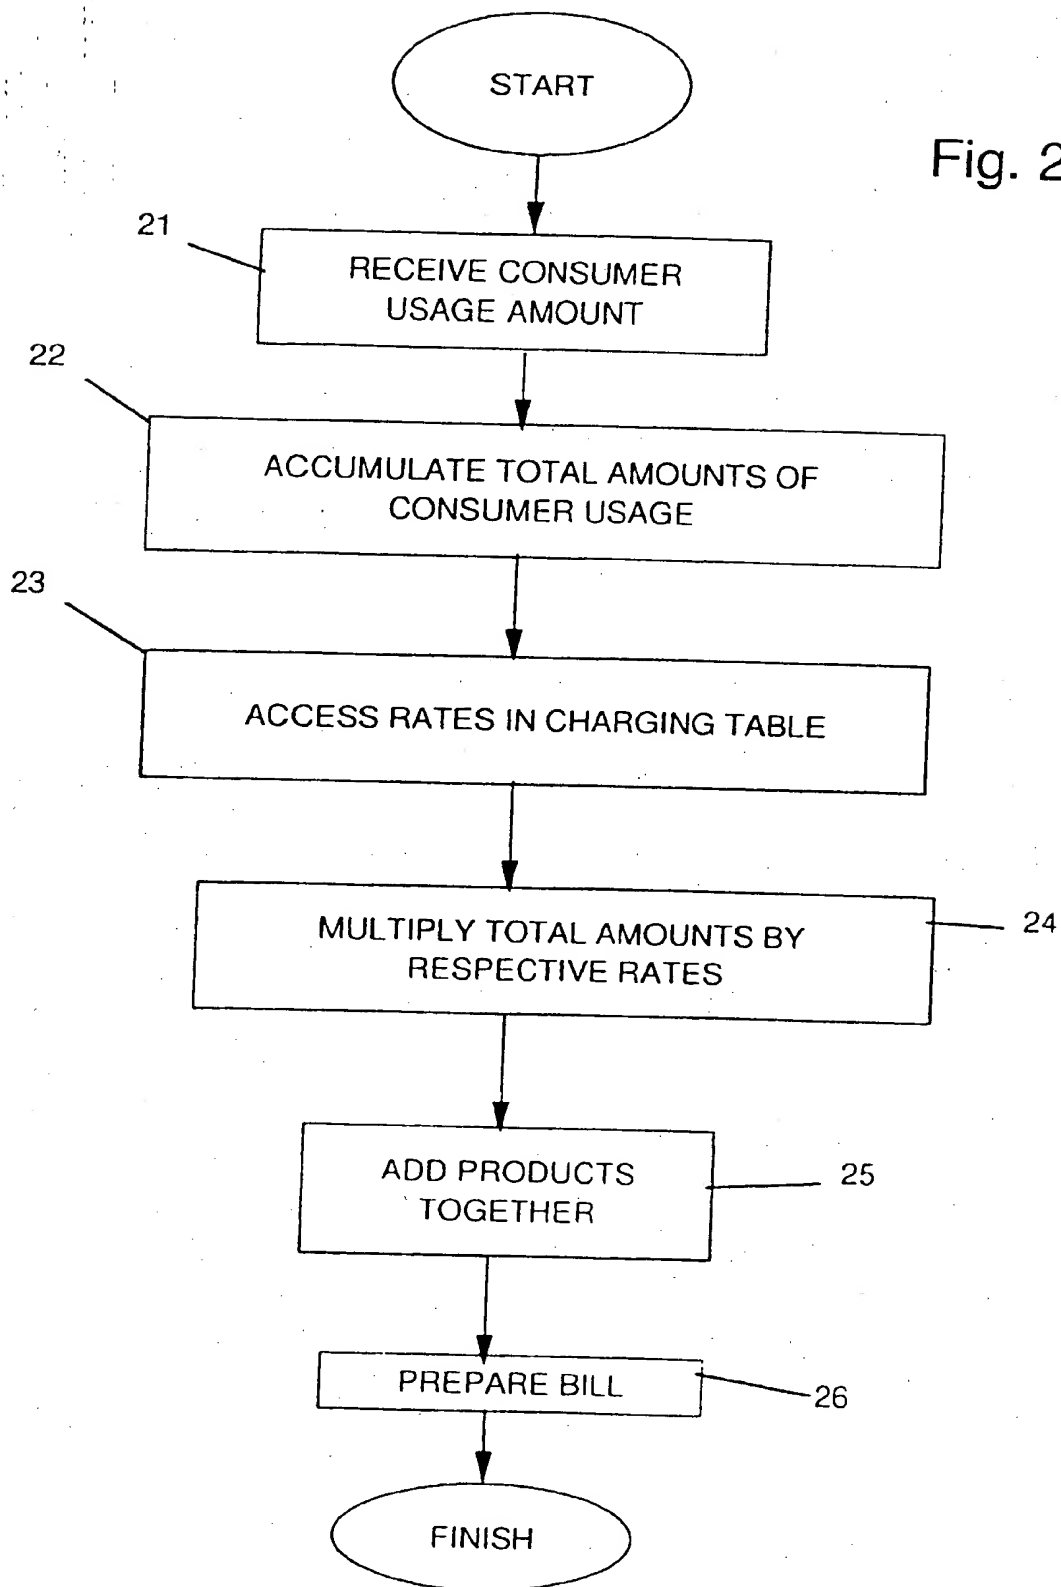 START
Fig. 2
21
RECEIVE CONSUMER
USAGE AMOUNT
22
ACCUMULATE TOTAL AMOUNTS OF
CONSUMER USAGE
23
ACCESS RATES IN CHARGING TABLE
MULTIPLY TOTAL AMOUNTS BY
RESPECTIVE RATES
24
ADD PRODUCTS
TOGETHER
25
PREPARE BILL
26
FINISH